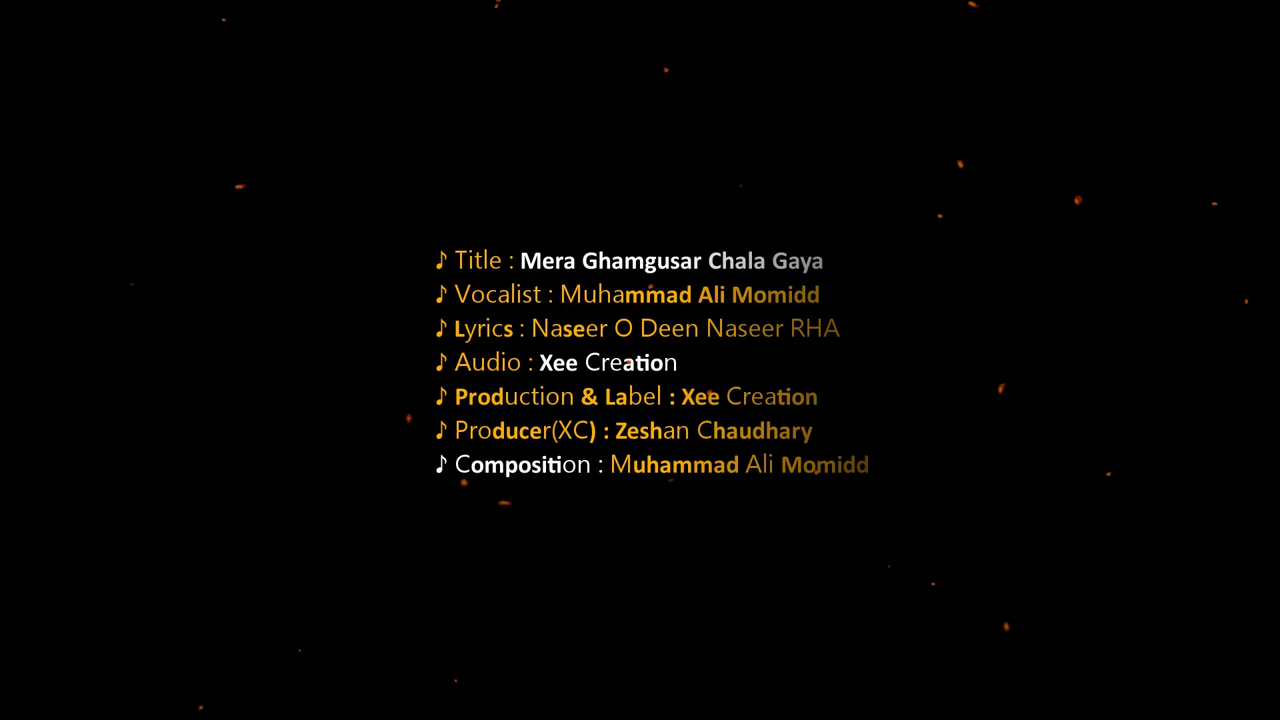 ♪ Title : Mera Ghamgusar Chala Gaya
♪ Vocalist : Muhammad Ali Momidd
♪ Lyrics : Naseer O Deen Naseer RHA
♪ Audio : Xee Creation
♪ Production & Label : Xee Creation
♪ Producer(XC) : Zeshan Chaudhary
♪ Composition : Muhammad Ali Momidd